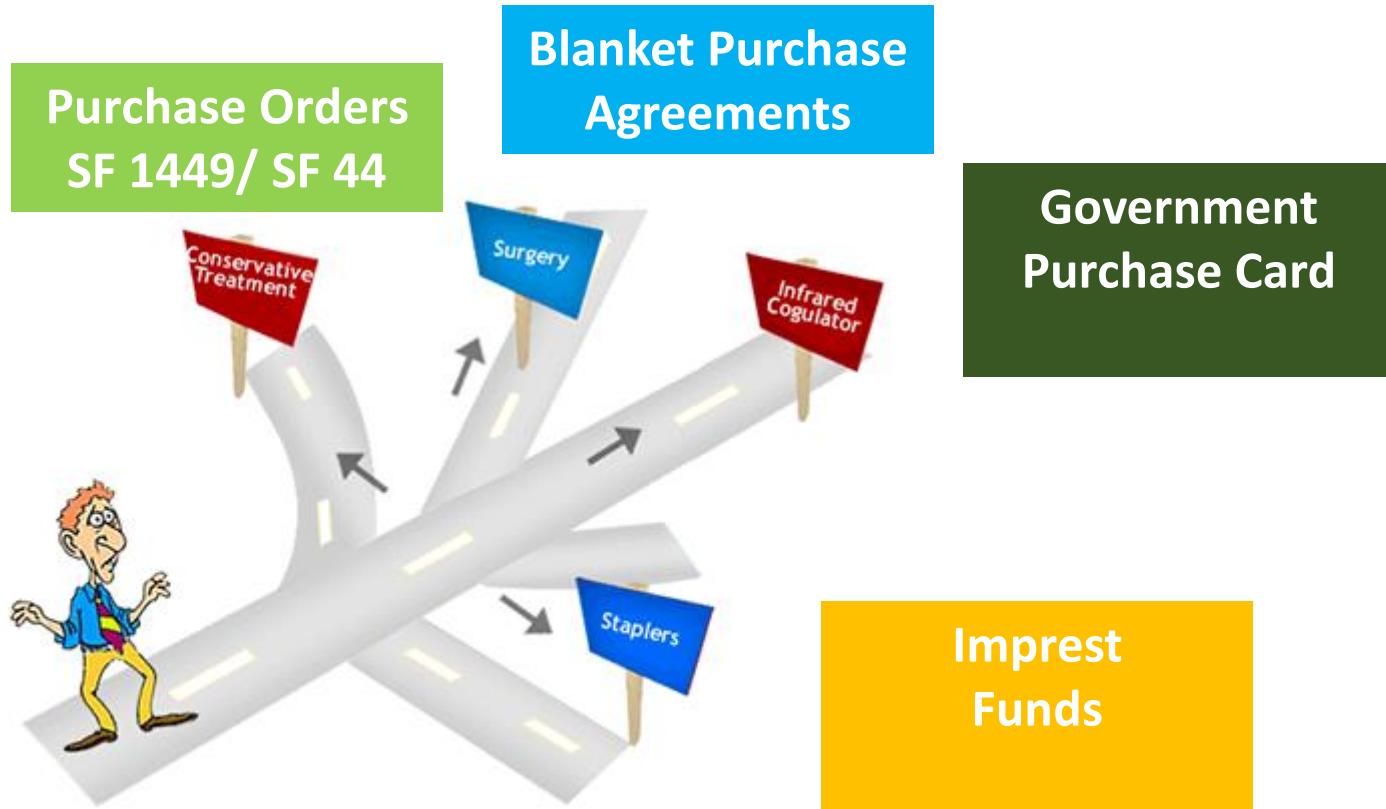 Blanket Purchase
Agreements
Purchase Orders
SF 1449/ SF 44
Government
Purchase Card
Conservative
Treatment
Surgery
Infrared
Cogulator
Staplers
Imprest
Funds